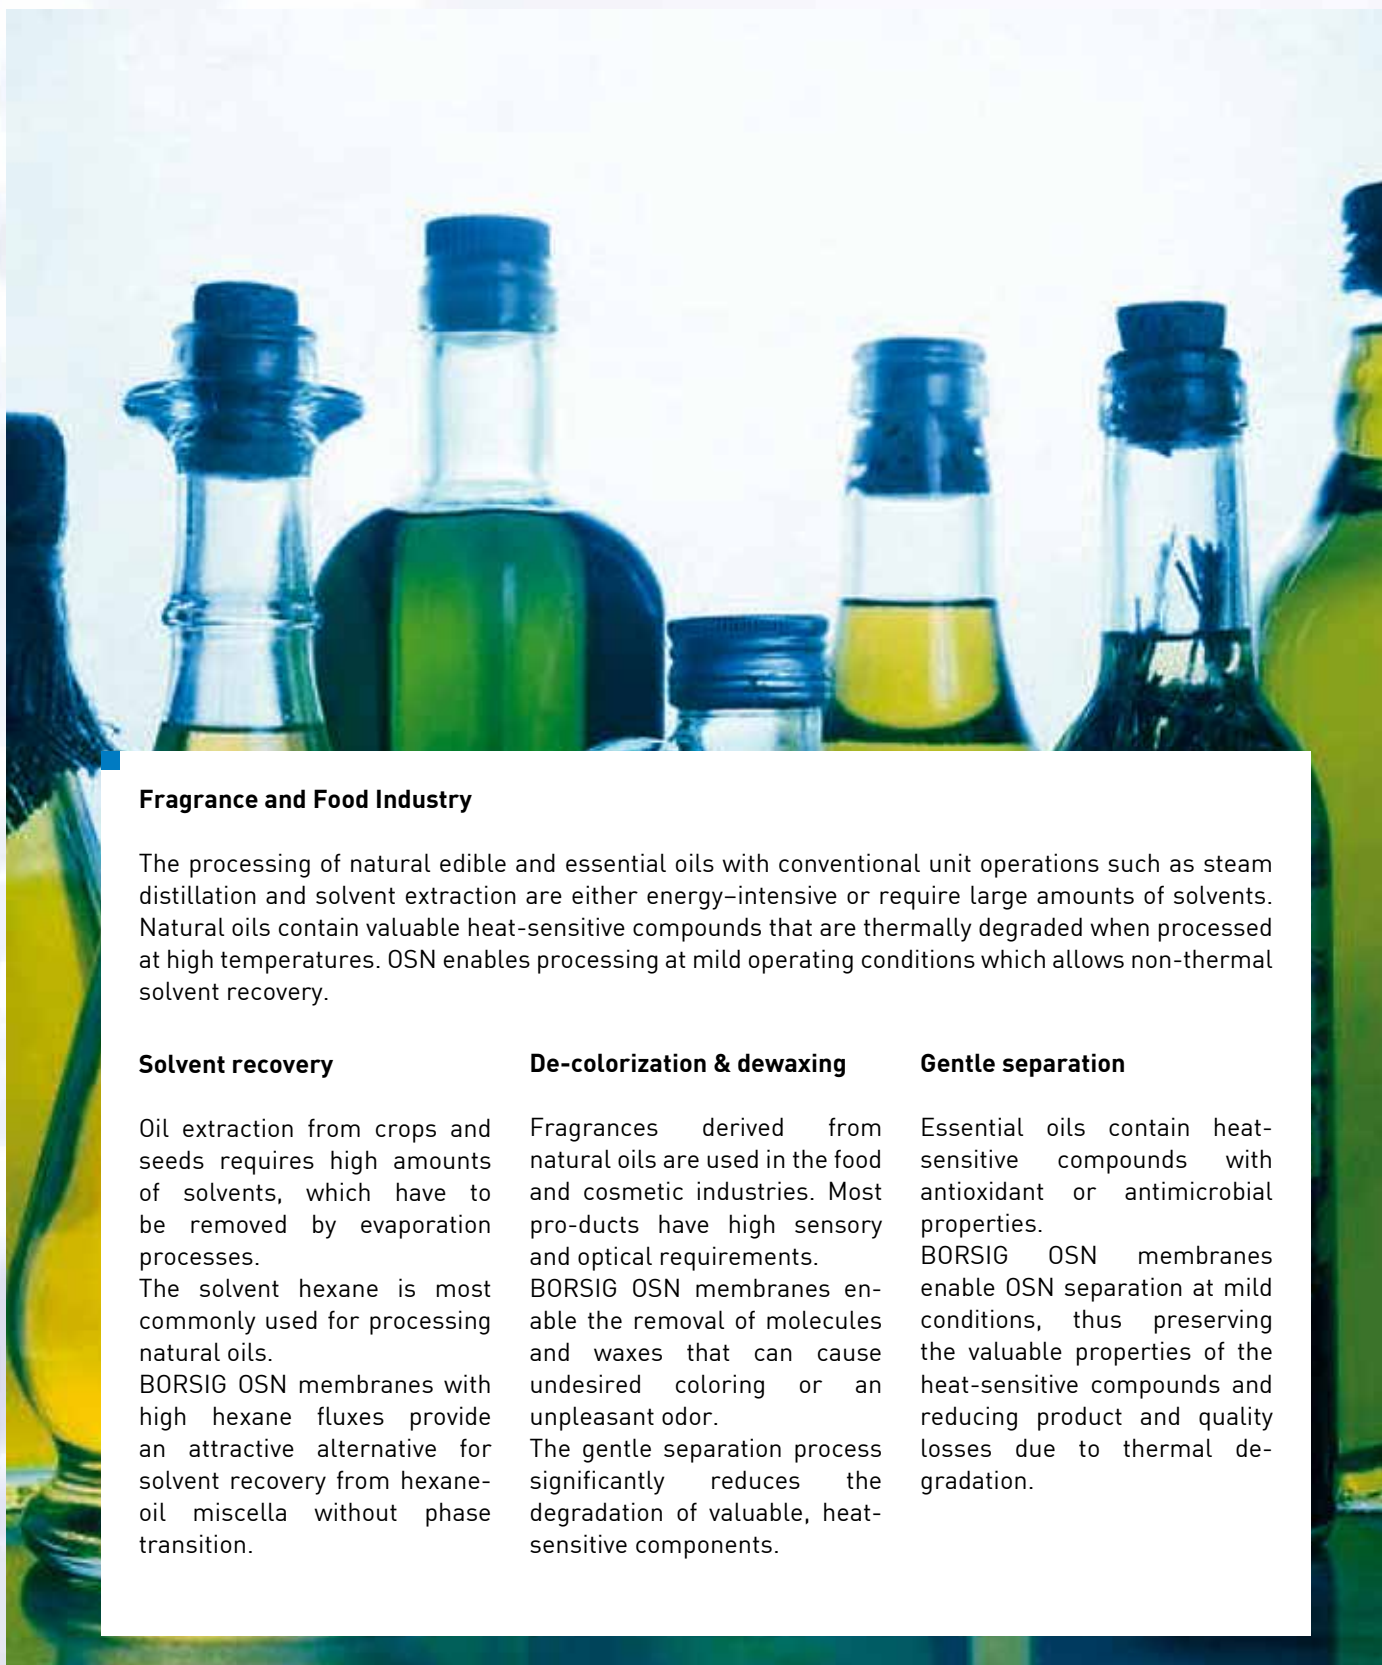 Fragrance and Food Industry
The processing of natural edible and essential oils with conventional unit operations such as steam
distillation and solvent extraction are either energy–intensive or require large amounts of solvents.
Natural oils contain valuable heat-sensitive compounds that are thermally degraded when processed
at high temperatures. OSN enables processing at mild operating conditions which allows non-thermal
solvent recovery.
Solvent recovery
Oil extraction from crops and
seeds requires high amounts
of solvents, which have to
be removed by evaporation
processes.
The solvent hexane is most
commonly used for processing
natural oils.
BORSIG OSN membranes with
high hexane fluxes provide
an attractive alternative for
solvent recovery from hexane-
oil miscella without phase
transition.
De-colorization & dewaxing
Fragrances derived from
natural oils are used in the food
and cosmetic industries. Most
pro-ducts have high sensory
and optical requirements.
BORSIG OSN membranes en-
able the removal of molecules
and waxes that can cause
undesired coloring or an
unpleasant odor.
The gentle separation process
significantly reduces the
degradation of valuable, heat-
sensitive components.
Gentle separation
Essential oils contain heat-
sensitive compounds with
antioxidant or antimicrobial
properties.
BORSIG OSN membranes
enable OSN separation at mild
conditions, thus preserving
the valuable properties of the
heat-sensitive compounds and
reducing product and quality
losses due to thermal de-
gradation.